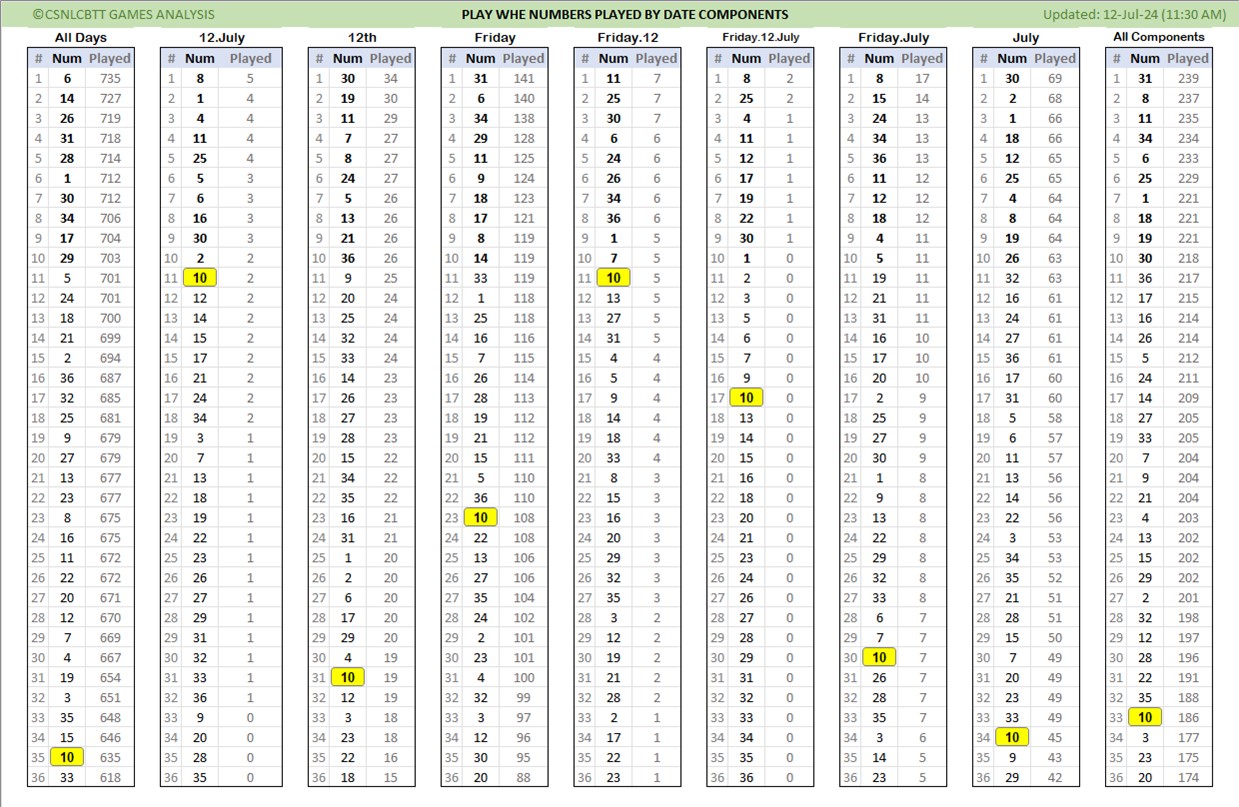 ©CSNLCBTT GAMES ANALYSIS PLAY WHE NUMBERS PLAYED BY DATE COMPONENTS Updated: 12-Jul-24 (11:30 AM)
All Days 12.July 12th Friday Friday.12 Friday.12.July Friday.July July All Components
# Num Played # Num Played # Num Played # Num Played # Num Played # Num Played # Num Played # Num Played # Num Played
1 6 735 1 8 5 1 30 34 1 31 141 1 11 7 1 8 2 1 8 17 1 30 69 1 31 239
2 14 727 2 1 4 2 19 30 2 6 140 2 25 7 2 25 2 2 15 14 2 2 68 2 8 237
3 26 719 3 4 4 3 11 29 3 34 138 3 30 7 3 4 1 3 24 13 3 1 66 3 11 235
4 31 718 4 11 4 4 7 27 4 29 128 4 6 6 4 11 1 4 34 13 4 18 66 4 34 234
5 28 714 5 25 4 5 8 27 5 11 125 5 24 6 5 12 1 5 36 13 5 12 65 5 6 233
6 1 712 6 5 3 6 24 27 6 9 124 6 26 6 6 17 1 6 11 12 6 25 65 6 25 229
7 30 712 7 6 3 7 5 26 7 18 123 7 34 6 7 19 1 7 12 12 7 4 64 7 1 221
8 34 706 8 16 3 8 13 26 8 17 121 8 36 6 8 22 1 8 18 12 8 8 64 8 18 221
9 17 704 9 30 3 9 21 26 9 8 119 9 1 5 9 30 1 9 4 11 9 19 64 9 19 221
10 29 703 10 2 2 10 36 26 10 14 119 10 7 5 10 1 0 10 5 11 10 26 63 10 30 218
11 5 701 11 10 2 11 9 25 11 33 119 11 10 5 11 2 0 11 19 11 11 32 63 11 36 217
12 24 701 12 12 2 12 20 24 12 1 118 12 13 5 12 3 0 12 21 11 12 16 61 12 17 215
13 18 700 13 14 2 13 25 24 13 25 118 13 27 5 13 5 0 13 31 11 13 24 61 13 16 214
14 21 699 14 15 2 14 32 24 14 16 116 14 31 5 14 6 0 14 16 10 14 27 61 14 26 214
15 2 694 15 17 2 15 33 24 15 7 115 15 4 4 15 7 0 15 17 10 15 36 61 15 5 212
16 36 687 16 21 2 16 14 23 16 26 114 16 5 4 16 9 0 16 20 10 16 17 60 16 24 211
17 32 685 17 24 2 17 26 23 17 28 113 17 9 4 17 10 0 17 2 9 17 31 60 17 14 209
18 25 681 18 34 2 18 27 23 18 19 112 18 14 4 18 13 0 18 25 9 18 5 58 18 27 205
19 9 679 19 3 1 19 28 23 19 21 112 19 18 4 19 14 0 19 27 9 19 6 57 19 33 205
20 27 679 20 7 1 20 15 22 20 15 111 20 33 4 20 15 0 20 30 9 20 11 57 20 7 204
21 13 677 21 13 1 21 34 22 21 5 110 21 8 3 21 16 0 21 1 8 21 13 56 21 9 204
22 23 677 22 18 1 22 35 22 22 36 110 22 15 3 22 18 0 22 9 8 22 14 56 22 21 204
23 8 675 23 19 1 23 16 21 23 10 108 23 16 3 23 20 0 23 13 8 23 22 56 23 4 203
24 16 675 24 22 1 24 31 21 24 22 108 24 20 3 24 21 0 24 22 8 24 3 53 24 13 202
25 11 672 25 23 1 25 1 20 25 13 106 25 29 3 25 23 0 25 29 8 25 34 53 25 15 202
26 22 672 26 26 1 26 2 20 26 27 106 26 32 3 26 24 0 26 32 8 26 35 52 26 29 202
27 20 671 27 27 1 27 6 20 27 35 104 27 35 3 27 26 0 27 33 8 27 21 51 27 2 201
28 12 670 28 29 1 28 17 20 28 24 102 28 3 2 28 27 0 28 6 7 28 28 51 28 32 198
29 7 669 29 31 1 29 29 20 29 2 101 29 12 2 29 28 0 29 7 7 29 15 50 29 12 197
30 4 667 30 32 1 30 4 19 30 23 101 30 19 2 30 29 0 30 10 7 30 7 49 30 28 196
31 19 654 31 33 1 31 10 19 31 4 100 31 21 2 31 31 0 31 26 7 31 20 49 31 22 191
32 3 651 32 36 1 32 12 19 32 32 99 32 28 2 32 32 0 32 28 7 32 23 49 32 35 188
33 35 648 33 9 0 33 3 18 33 3 97 33 2 1 33 33 0 33 35 7 33 33 49 33 10 186
34 15 646 34 20 0 34 23 18 34 12 96 34 17 1 34 34 0 34 3 6 34 10 45 34 3 177
35 10 635 35 28 0 35 22 16 35 30 95 35 22 1 35 35 0 35 14 5 35 9 43 35 23 175
36 33 618 36 35 0 36 18 15 36 20 88 36 23 1 36 36 0 36 23 5 36 29 42 36 20 174